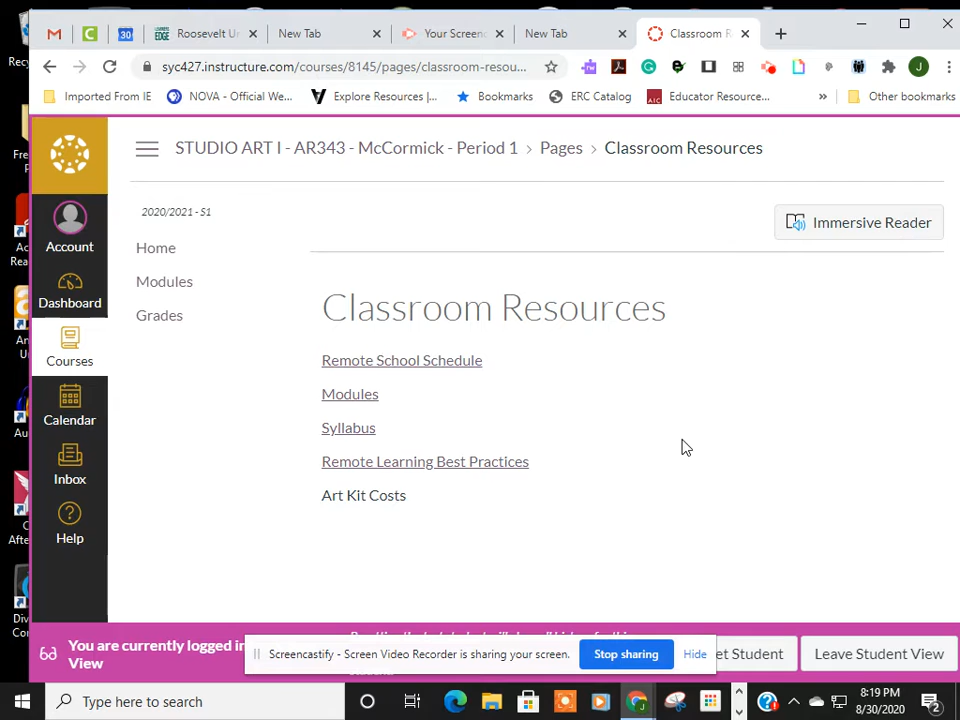 Roosevelt U
New Tab
Your Screen
New Tab
Classroom R
syc427.instructure.com/courses/8145/pages/classroom-resou...
J
Imported From IE
NOVA - Official We...
Explore Resources |...
Bookmarks
ERC Catalog
Educator Resource...
»
Other bookmarks
STUDIO ART I - AR343 - McCormick - Period 1 > Pages > Classroom Resources
2020/2021 - S1
Immersive Reader
Account
Dashboard
Courses
Calendar
Inbox
Help
Home
Modules
Grades
Classroom Resources
Remote School Schedule
Modules
Syllabus
Remote Learning Best Practices
Art Kit Costs
You are currently logged in
View
Screencastify - Screen Video Recorder is sharing your screen.
Stop sharing
Hide
et Student
Leave Student View
Type here to search
8:19 PM
8/30/2020
2